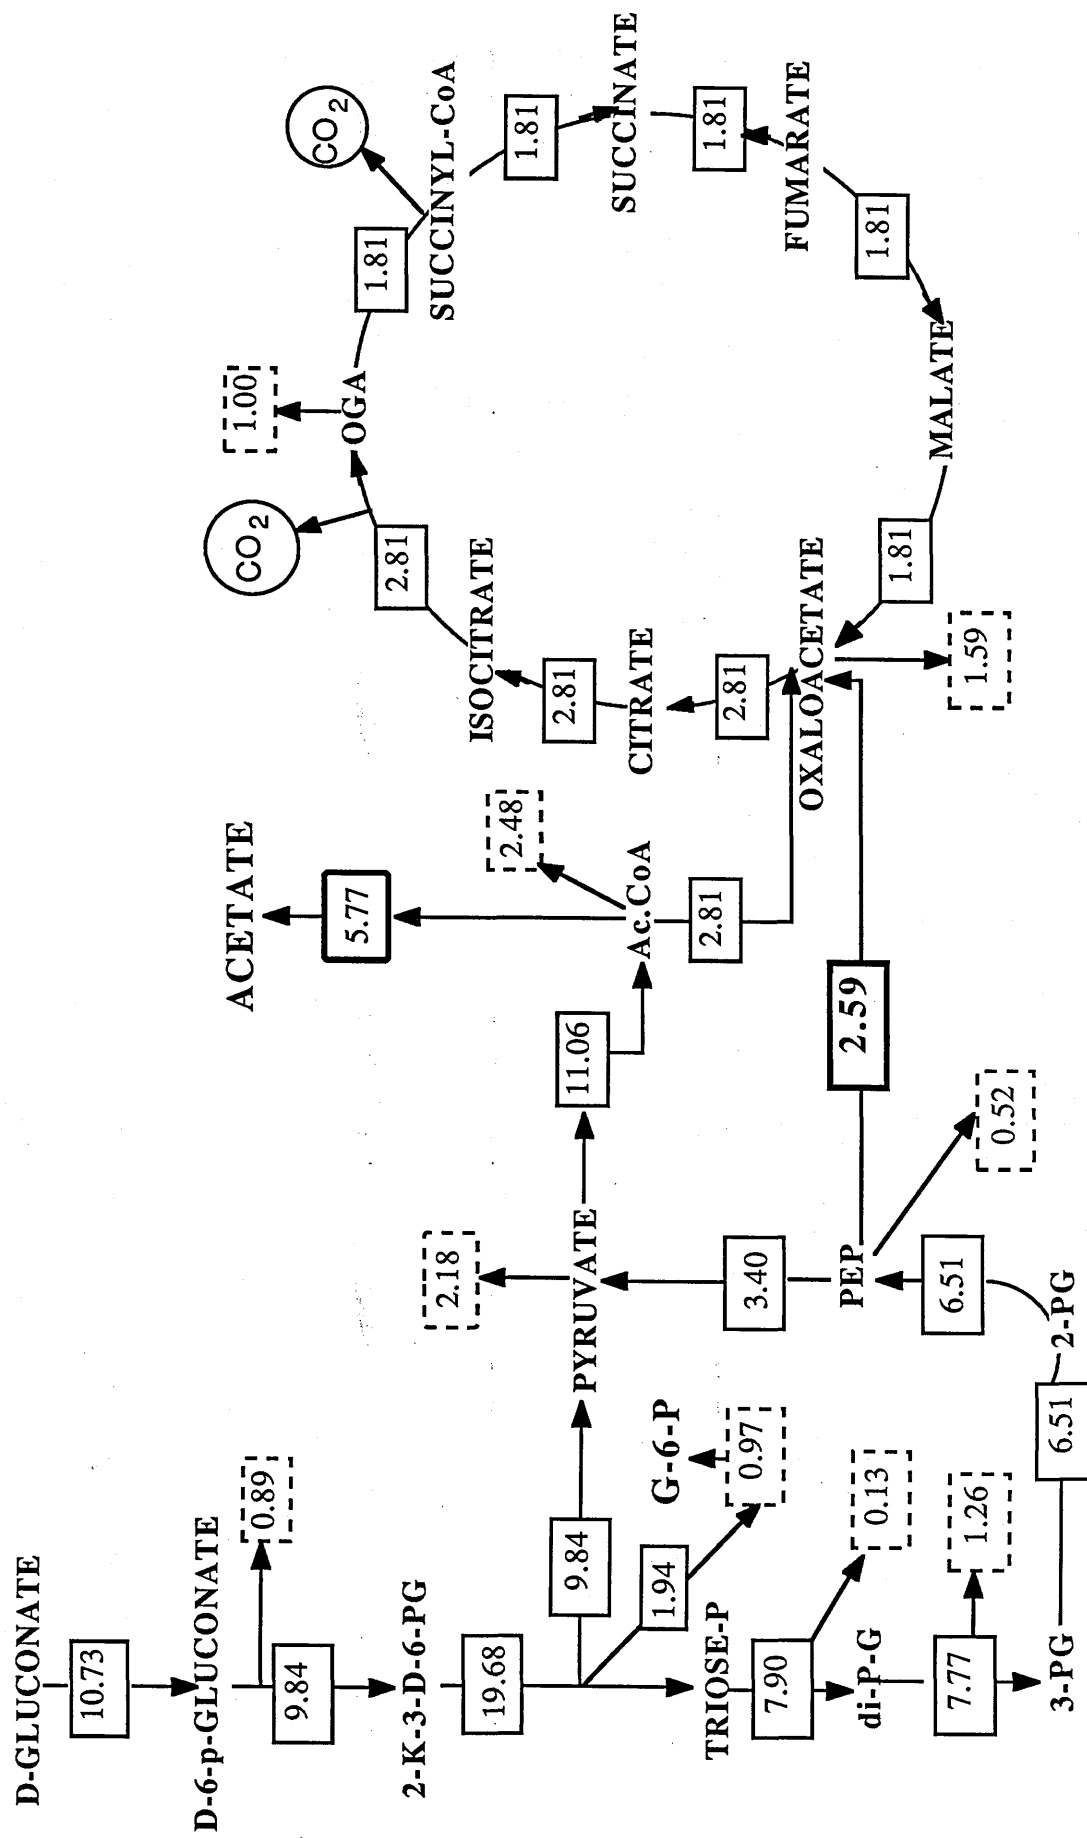 D-GLUCONATE
10.73
D-6-p-GLUCONATE
0.89
9.84
2-K-3-D-6-PG
19.68
9.84
1.94
0.97
G-6-P
TRIOSE-P
7.90
0.13
di-P-G
7.77
1.26
3-PG
6.51
2-PG
6.51
PEP
0.52
3.40
PYRUVATE
2.18
11.06
Ac.CoA
2.48
5.77
ACETATE
2.81
2.59
OXALOACETATE
1.59
2.81
CITRATE
2.81
ISOCITRATE
2.81
CO2
OGA
1.00
1.81
CO2
SUCCINYL-CoA
1.81
SUCCINATE
1.81
FUMARATE
1.81
MALATE
1.81